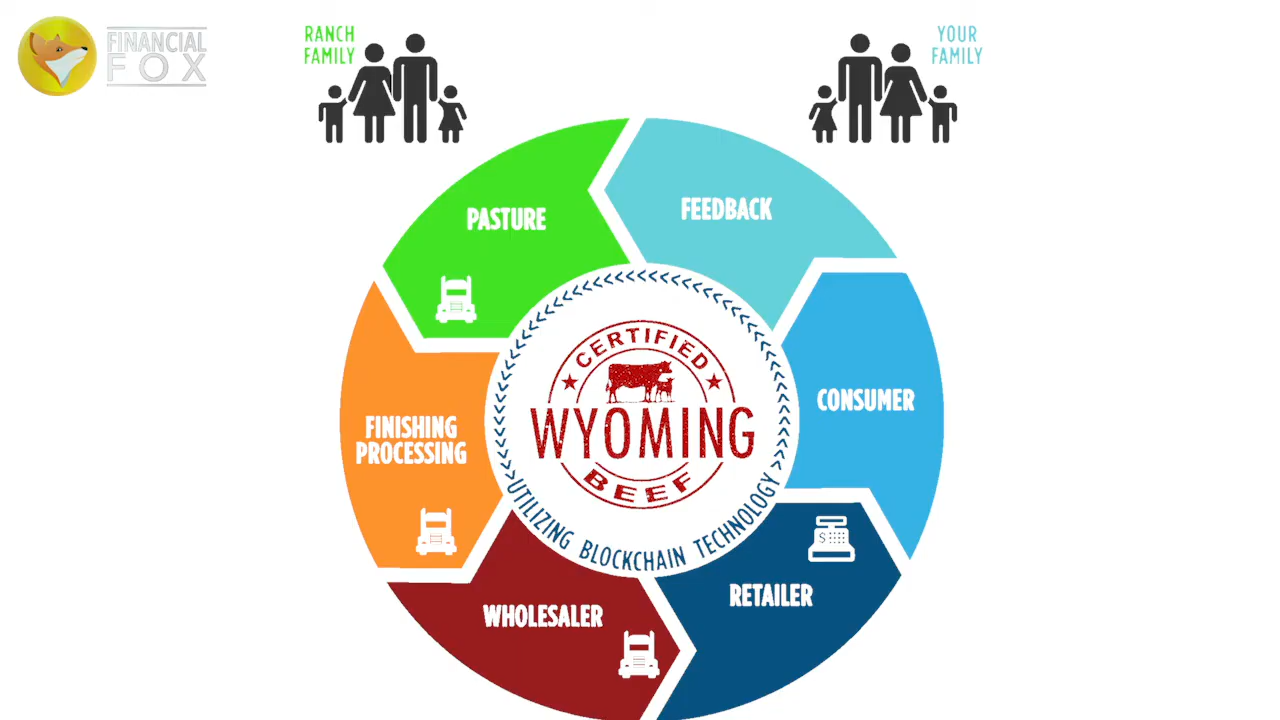 FINANCIAL
FOX
RANCH
FAMILY
YOUR
FAMILY
PASTURE
FEEDBACK
CONSUMER
FINISHING
PROCESSING
CERTIFIED
WYOMING
BEEF
UTILIZING BLOCKCHAIN TECHNOLOGY
$
RETAILER
WHOLESALER